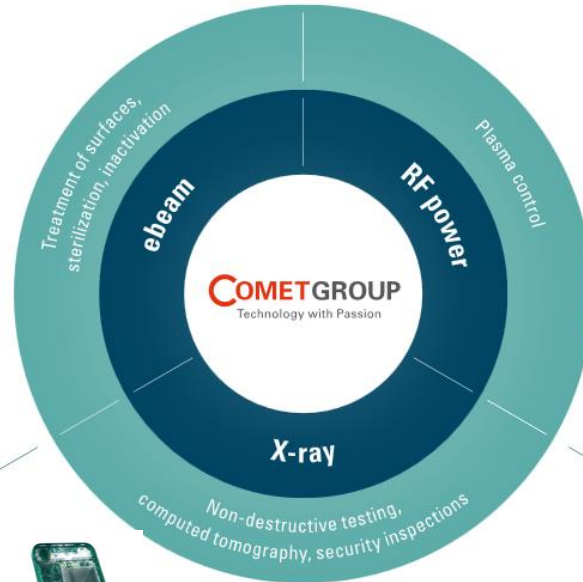 Treatment of surfaces,
sterilization, inactivation
Plasma control
ebeam
RF power
COMETGROUP
Technology with Passion
X-ray
Non-destructive testing,
computed tomography, security inspections